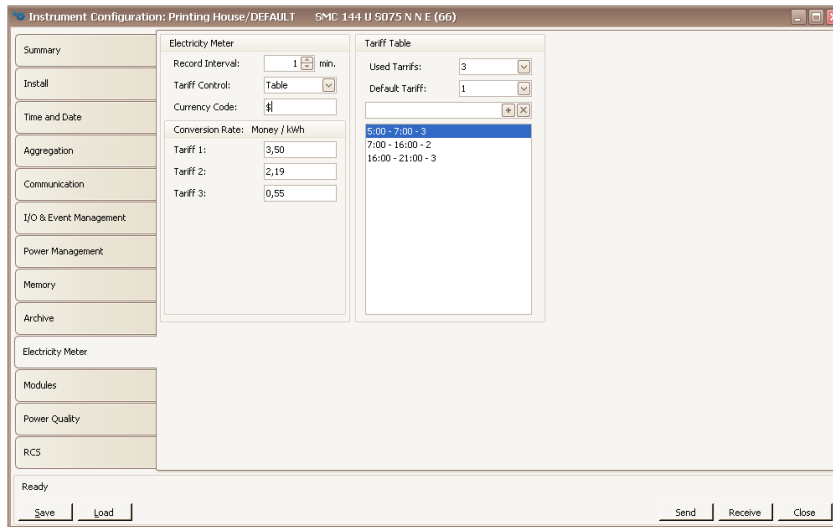 Instrument Configuration: Printing House/DEFAULT SMC 144 U S075 N N E (66)
Summary
Install
Time and Date
Aggregation
Communication
I/O & Event Management
Power Management
Memory
Archive
Electricity Meter
Modules
Power Quality
RCS
Electricity Meter
Record Interval: 1 min.
Tariff Control: Table
Currency Code: $
Conversion Rate: Money / kWh
Tariff 1: 3,50
Tariff 2: 2,19
Tariff 3: 0,55
Tariff Table
Used Tarrifs: 3
Default Tariff: 1
5:00 - 7:00 - 3
7:00 - 16:00 - 2
16:00 - 21:00 - 3
Ready
Save Load Send Receive Close